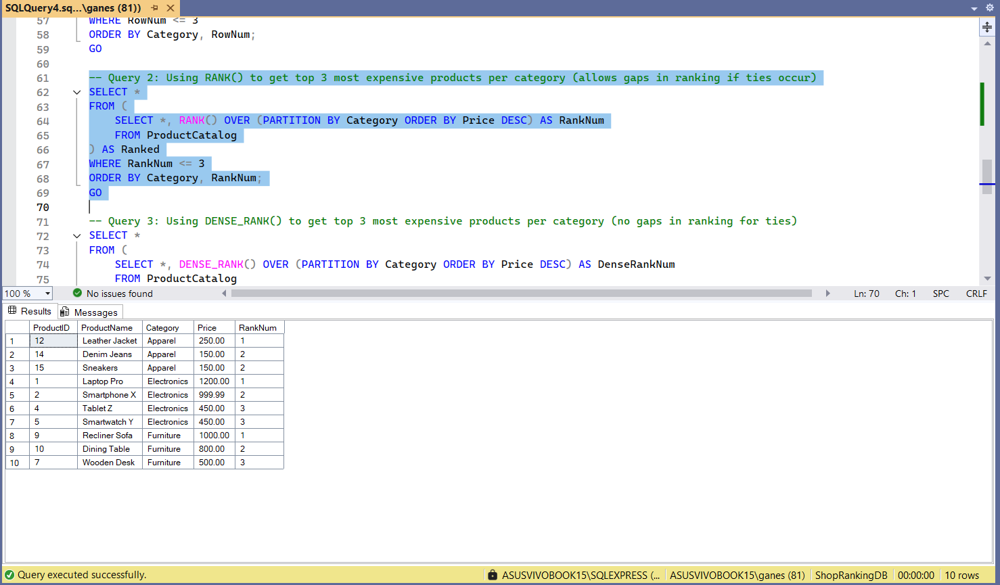 SQLQuery4.sq...\ganes (81))
57 WHERE RowNum <= 3
58 ORDER BY Category, RowNum;
59 GO
60
61 -- Query 2: Using RANK() to get top 3 most expensive products per category (allows gaps in ranking if ties occur)
62 SELECT *
63 FROM (
64 SELECT *, RANK() OVER (PARTITION BY Category ORDER BY Price DESC) AS RankNum
65 FROM ProductCatalog
66 ) AS Ranked
67 WHERE RankNum <= 3
68 ORDER BY Category, RankNum;
69 GO
70
71 -- Query 3: Using DENSE_RANK() to get top 3 most expensive products per category (no gaps in ranking for ties)
72 SELECT *
73 FROM (
74 SELECT *, DENSE_RANK() OVER (PARTITION BY Category ORDER BY Price DESC) AS DenseRankNum
75 FROM ProductCatalog
100 % No issues found Ln: 70 Ch: 1 SPC CRLF
Results Messages
ProductID ProductName Category Price RankNum
1 12 Leather Jacket Apparel 250.00 1
2 14 Denim Jeans Apparel 150.00 2
3 15 Sneakers Apparel 150.00 2
4 1 Laptop Pro Electronics 1200.00 1
5 2 Smartphone X Electronics 999.99 2
6 4 Tablet Z Electronics 450.00 3
7 5 Smartwatch Y Electronics 450.00 3
8 9 Recliner Sofa Furniture 1000.00 1
9 10 Dining Table Furniture 800.00 2
10 7 Wooden Desk Furniture 500.00 3
Query executed successfully. ASUSVIVOBOOK15\SQLEXPRESS (... ASUSVIVOBOOK15\ganes (81) ShopRankingDB 00:00:00 10 rows